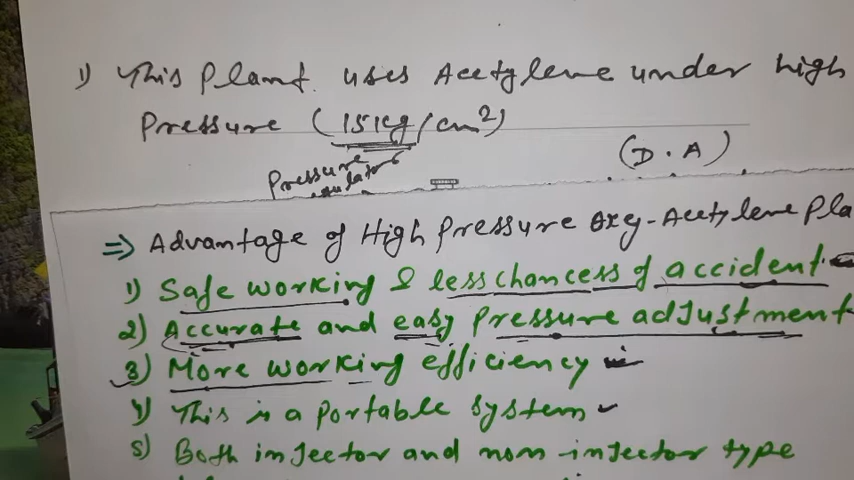 1) This Plant uses Acetylene under high
Pressure (15kg/cm²)
(D.A)
Pressure
⇒ Advantage of High Pressure Oxy-Acetylene Pla
1) Safe working & less chancess of accident.
2) Accurate and easy Pressure adjustment
3) More working efficiency
4) This is a portable system
5) Both injector and non injector type